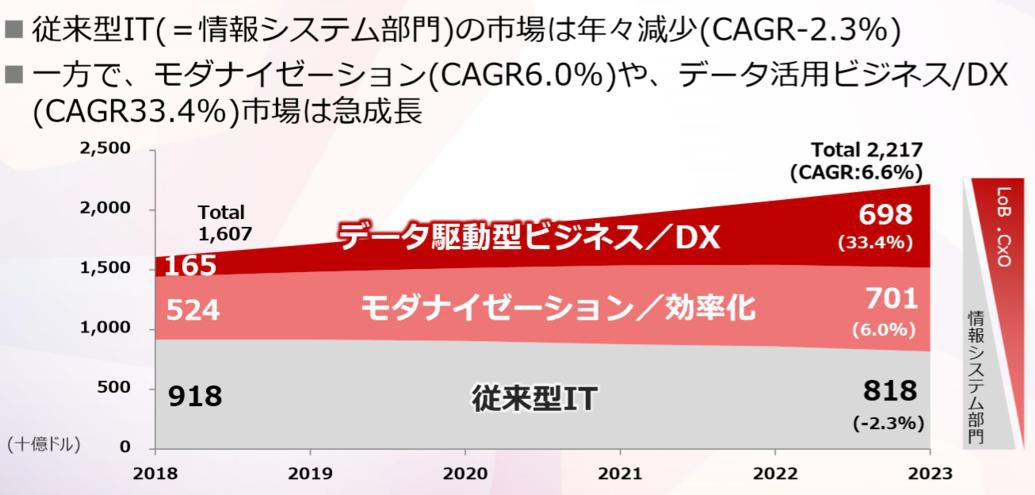 ■ 従来型IT(=情報システム部門)の市場は年々減少(CAGR-2.3%)
■ 一方で、モダナイゼーション(CAGR6.0%)や、データ活用ビジネス/DX
(CAGR33.4%)市場は急成長
2,500
2,000
1,500
1,000
500
0
(十億ドル)
Total
1,607
Total 2,217
(CAGR:6.6%)
データ駆動型ビジネス／DX
165
698
(33.4%)
モダナイゼーション／効率化
524
701
(6.0%)
従来型IT
918
818
(-2.3%)
2018
2019
2020
2021
2022
2023
LoB・CxO
情報システム部門